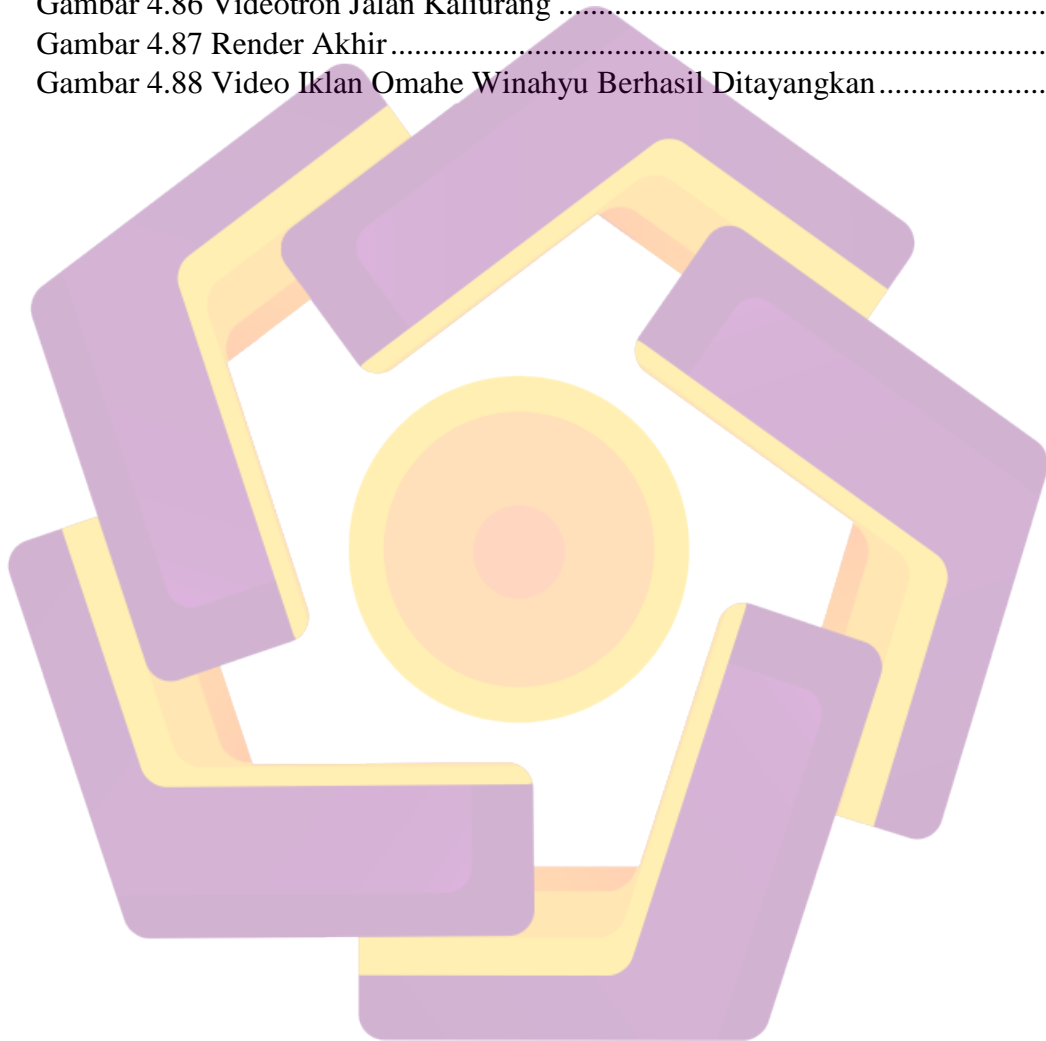 Gambar 4.86 Videotron Jalan Kaliurang ............................................................
Gambar 4.87 Render Akhir.................................................................................
Gambar 4.88 Video Iklan Omahe Winahyu Berhasil Ditayangkan.....................